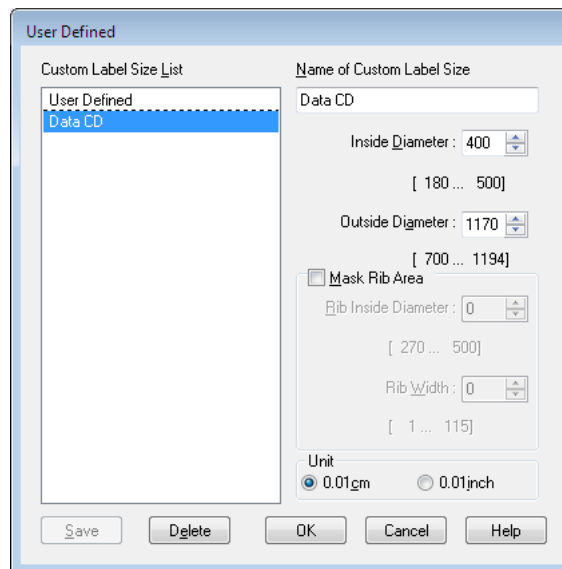 User Defined
Custom Label Size List
User Defined
Data CD
Name of Custom Label Size
Data CD
Inside Diameter : 400
[ 180 ... 500]
Outside Diameter : 1170
[ 700 ... 1194]
Mask Rib Area
Rib Inside Diameter : 0
[ 270 ... 500]
Rib Width : 0
[ 1 ... 115]
Unit
0.01cm 0.01inch
Save Delete OK Cancel Help